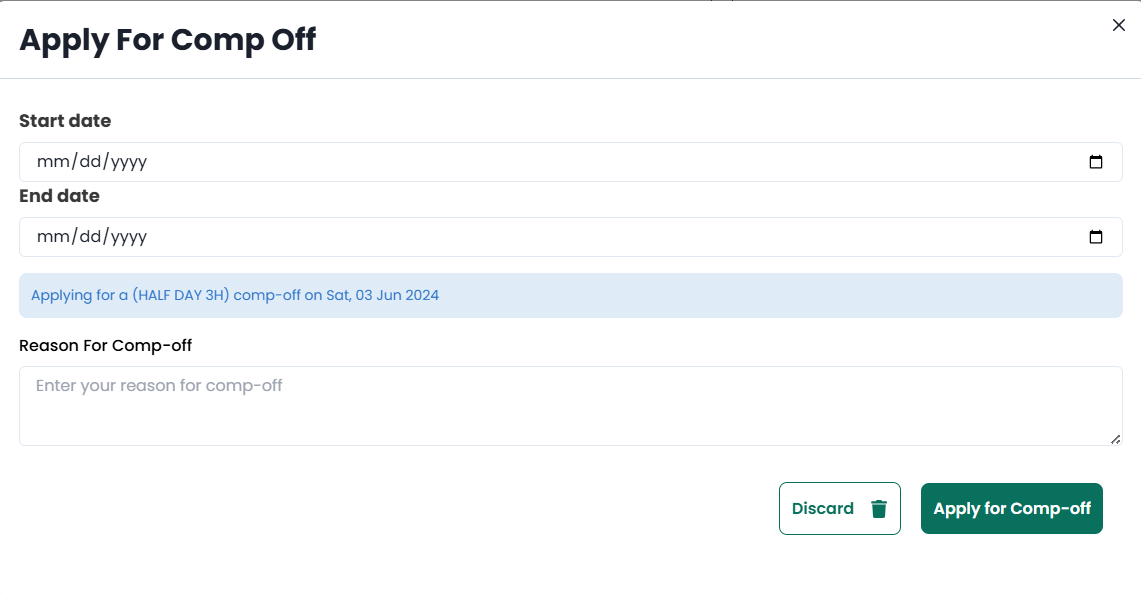 Apply For Comp Off
Start date
mm/dd/yyyy
End date
mm/dd/yyyy
Applying for a (HALF DAY 3H) comp-off on Sat, 03 Jun 2024
Reason For Comp-off
Enter your reason for comp-off
Discard
Apply for Comp-off